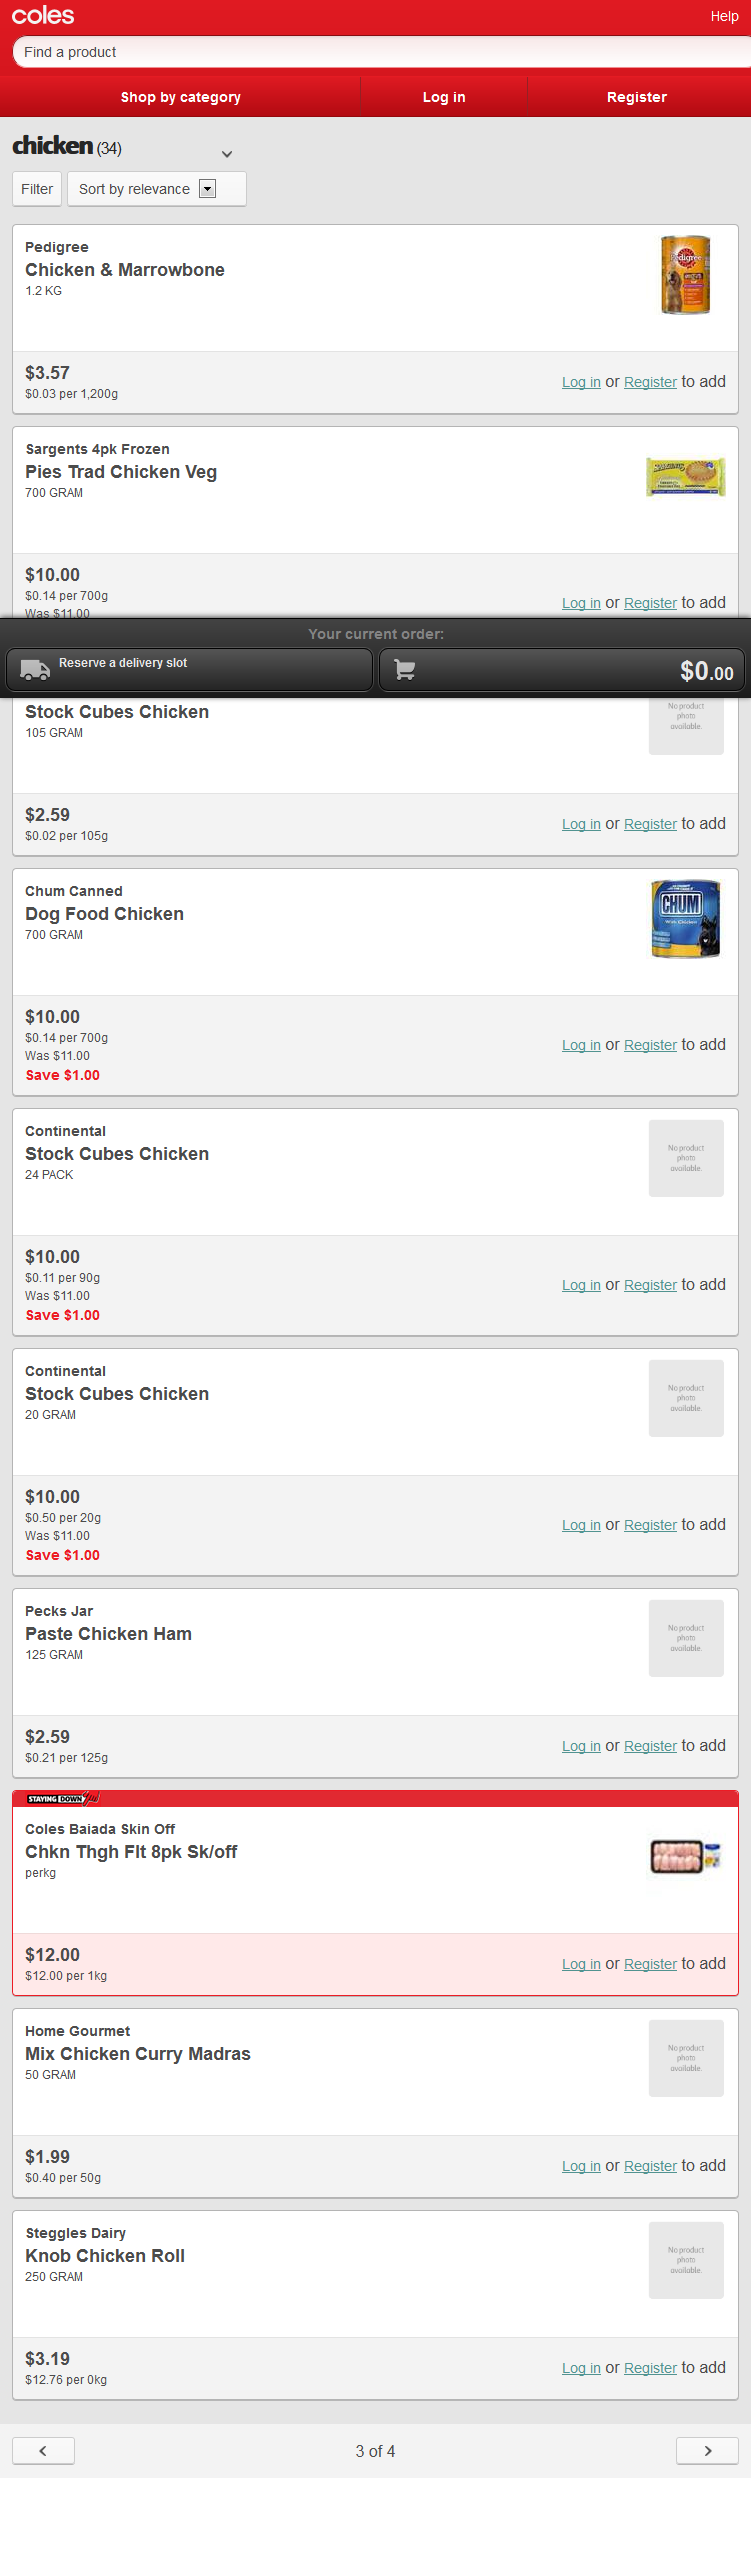 coles
Help
Find a product
Shop by category
Log in
Register
chicken (34)
Filter
Sort by relevance
Pedigree
Chicken & Marrowbone
1.2 KG
Pedigree
$3.57
$0.03 per 1,200g
Log in or Register to add
Sargents 4pk Frozen
Pies Trad Chicken Veg
700 GRAM
SARGENTS
$10.00
$0.14 per 700g
Was $11.00
Log in or Register to add
Your current order:
Reserve a delivery slot
$0.00
Stock Cubes Chicken
105 GRAM
No product
photo
available.
$2.59
$0.02 per 105g
Log in or Register to add
Chum Canned
Dog Food Chicken
700 GRAM
CHUM
With Chicken
$10.00
$0.14 per 700g
Was $11.00
Save $1.00
Log in or Register to add
Continental
Stock Cubes Chicken
24 PACK
No product
photo
available.
$10.00
$0.11 per 90g
Was $11.00
Save $1.00
Log in or Register to add
Continental
Stock Cubes Chicken
20 GRAM
No product
photo
available.
$10.00
$0.50 per 20g
Was $11.00
Save $1.00
Log in or Register to add
Pecks Jar
Paste Chicken Ham
125 GRAM
No product
photo
available.
$2.59
$0.21 per 125g
Log in or Register to add
STAYING DOWN
Coles Baiada Skin Off
Chkn Thgh Flt 8pk Sk/off
perkg
$12.00
$12.00 per 1kg
Log in or Register to add
Home Gourmet
Mix Chicken Curry Madras
50 GRAM
No product
photo
available.
$1.99
$0.40 per 50g
Log in or Register to add
Steggles Dairy
Knob Chicken Roll
250 GRAM
No product
photo
available.
$3.19
$12.76 per 0kg
Log in or Register to add
3 of 4